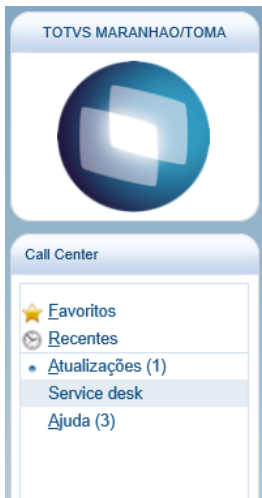 TOTVS MARANHAO/TOMA
Call Center
Favoritos
Recentes
Atualizações (1)
Service desk
Ajuda (3)